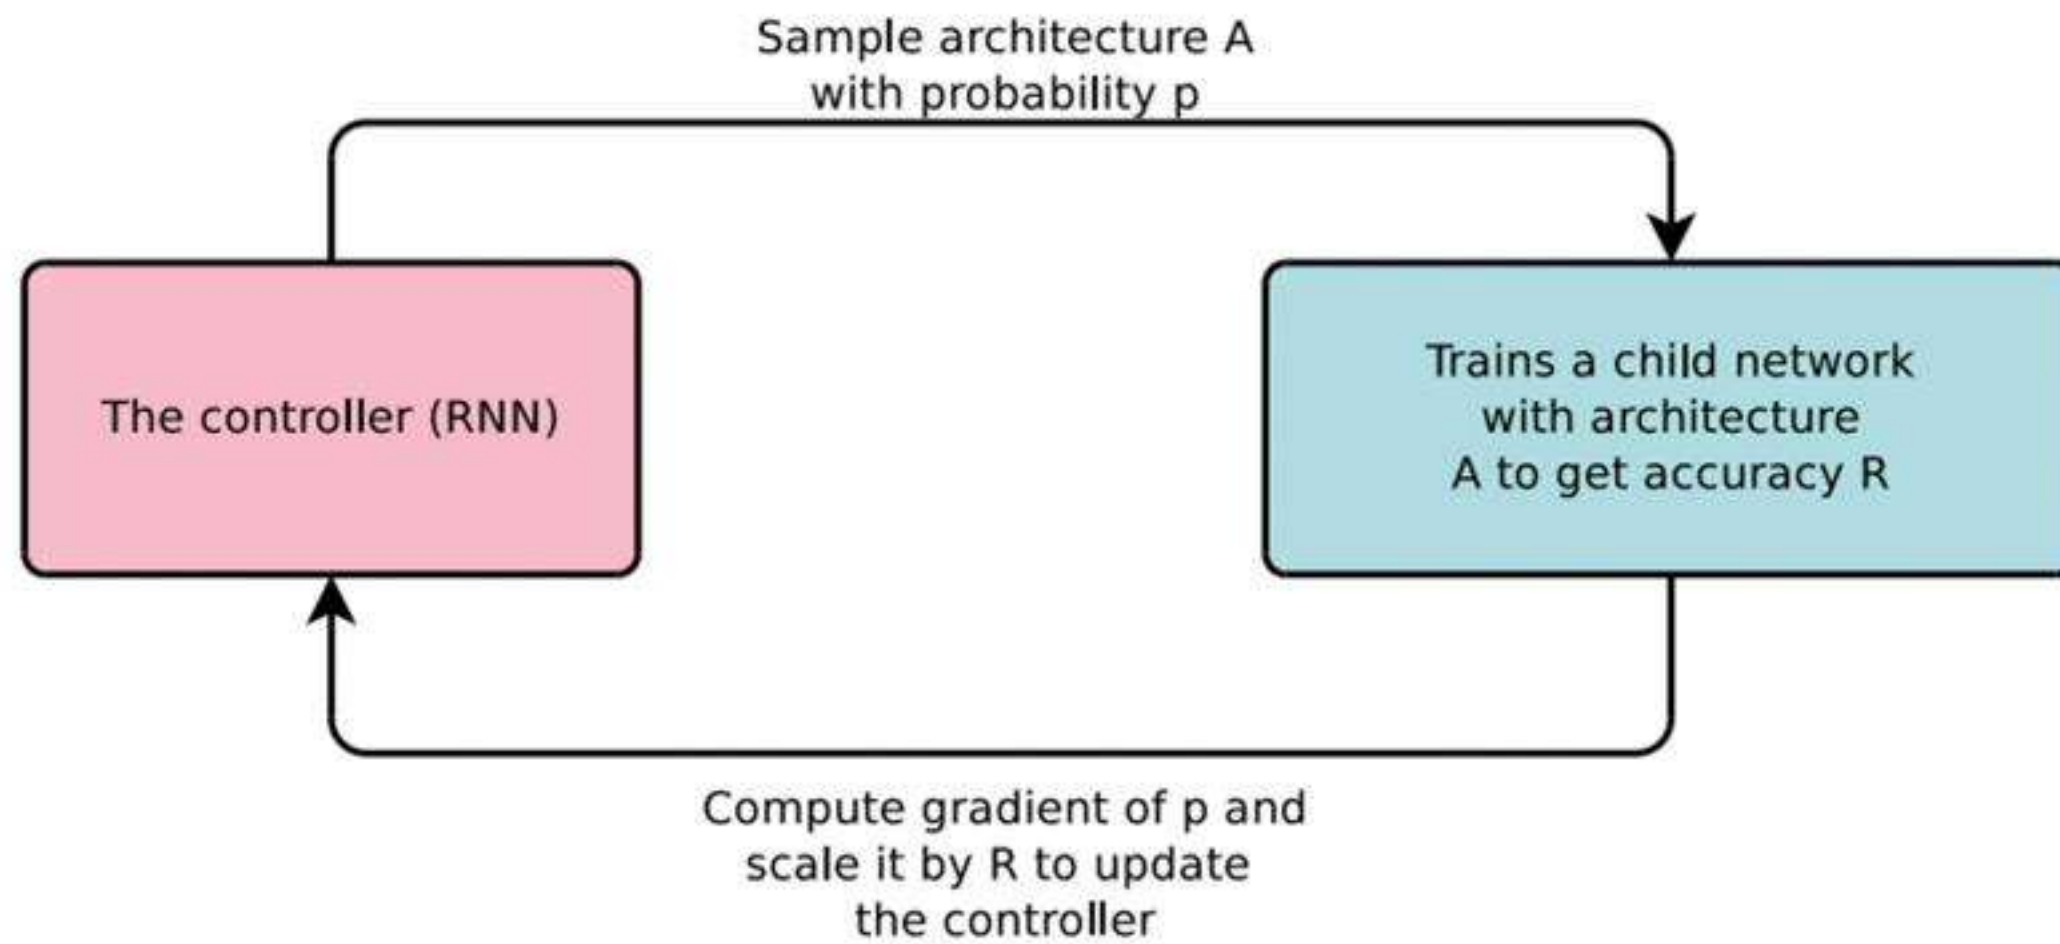 Sample architecture A
with probability p
The controller (RNN)
Trains a child network
with architecture
A to get accuracy R
Compute gradient of p and
scale it by R to update
the controller